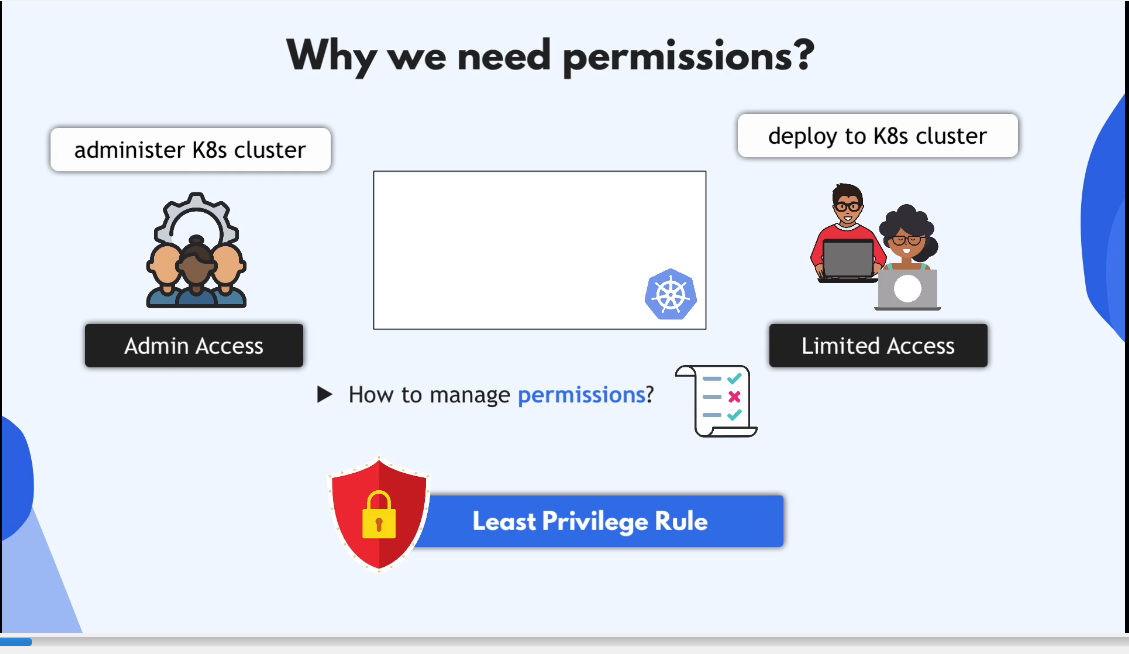 Why we need permissions?
administer K8s cluster
deploy to K8s cluster
Admin Access
Limited Access
How to manage permissions?
Least Privilege Rule